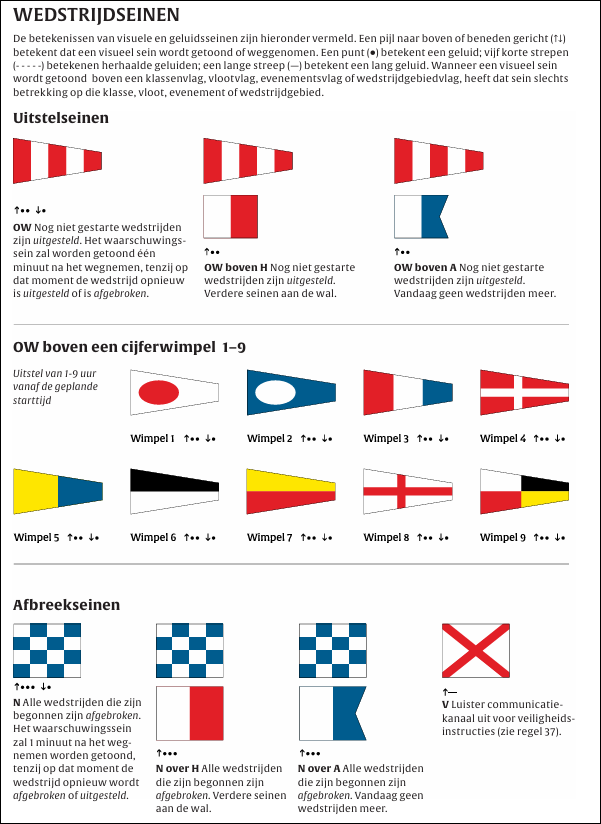 WEDSTRIJDSEINEN
De betekenissen van visuele en geluidsseinen zijn hieronder vermeld. Een pijl naar boven of beneden gericht (↑↓)
betekent dat een visueel sein wordt getoond of weggenomen. Een punt (●) betekent een geluid; vijf korte strepen
(- - - - -) betekenen herhaalde geluiden; een lange streep (—) betekent een lang geluid. Wanneer een visueel sein
wordt getoond boven een klassenvlag, vlootvlag, evenementsvlag of wedstrijdgebiedvlag, heeft dat sein slechts
betrekking op die klasse, vloot, evenement of wedstrijdgebied.
Uitstelseinen
↑●● ↓●
OW Nog niet gestarte wedstrijden
zijn uitgesteld. Het waarschuwings-
sein zal worden getoond één
minuut na het wegnemen, tenzij op
dat moment de wedstrijd opnieuw
is uitgesteld of is afgebroken.
↑●●
OW boven H Nog niet gestarte
wedstrijden zijn uitgesteld.
Verdere seinen aan de wal.
↑●●
OW boven A Nog niet gestarte
wedstrijden zijn uitgesteld.
Vandaag geen wedstrijden meer.
OW boven een cijferwimpel 1–9
Uitstel van 1-9 uur
vanaf de geplande
starttijd
Wimpel 1 ↑●● ↓●
Wimpel 2 ↑●● ↓●
Wimpel 3 ↑●● ↓●
Wimpel 4 ↑●● ↓●
Wimpel 5 ↑●● ↓●
Wimpel 6 ↑●● ↓●
Wimpel 7 ↑●● ↓●
Wimpel 8 ↑●● ↓●
Wimpel 9 ↑●● ↓●
Afbreekseinen
↑●●● ↓●
N Alle wedstrijden die zijn
begonnen zijn afgebroken.
Het waarschuwingssein
zal 1 minuut na het weg-
nemen worden getoond,
tenzij op dat moment de
wedstrijd opnieuw wordt
afgebroken of uitgesteld.
↑●●●
N over H Alle wedstrijden
die zijn begonnen zijn
afgebroken. Verdere seinen
aan de wal.
↑●●●
N over A Alle wedstrijden
die zijn begonnen zijn
afgebroken. Vandaag geen
wedstrijden meer.
↑—
V Luister communicatie-
kanaal uit voor veiligheids-
instructies (zie regel 37).